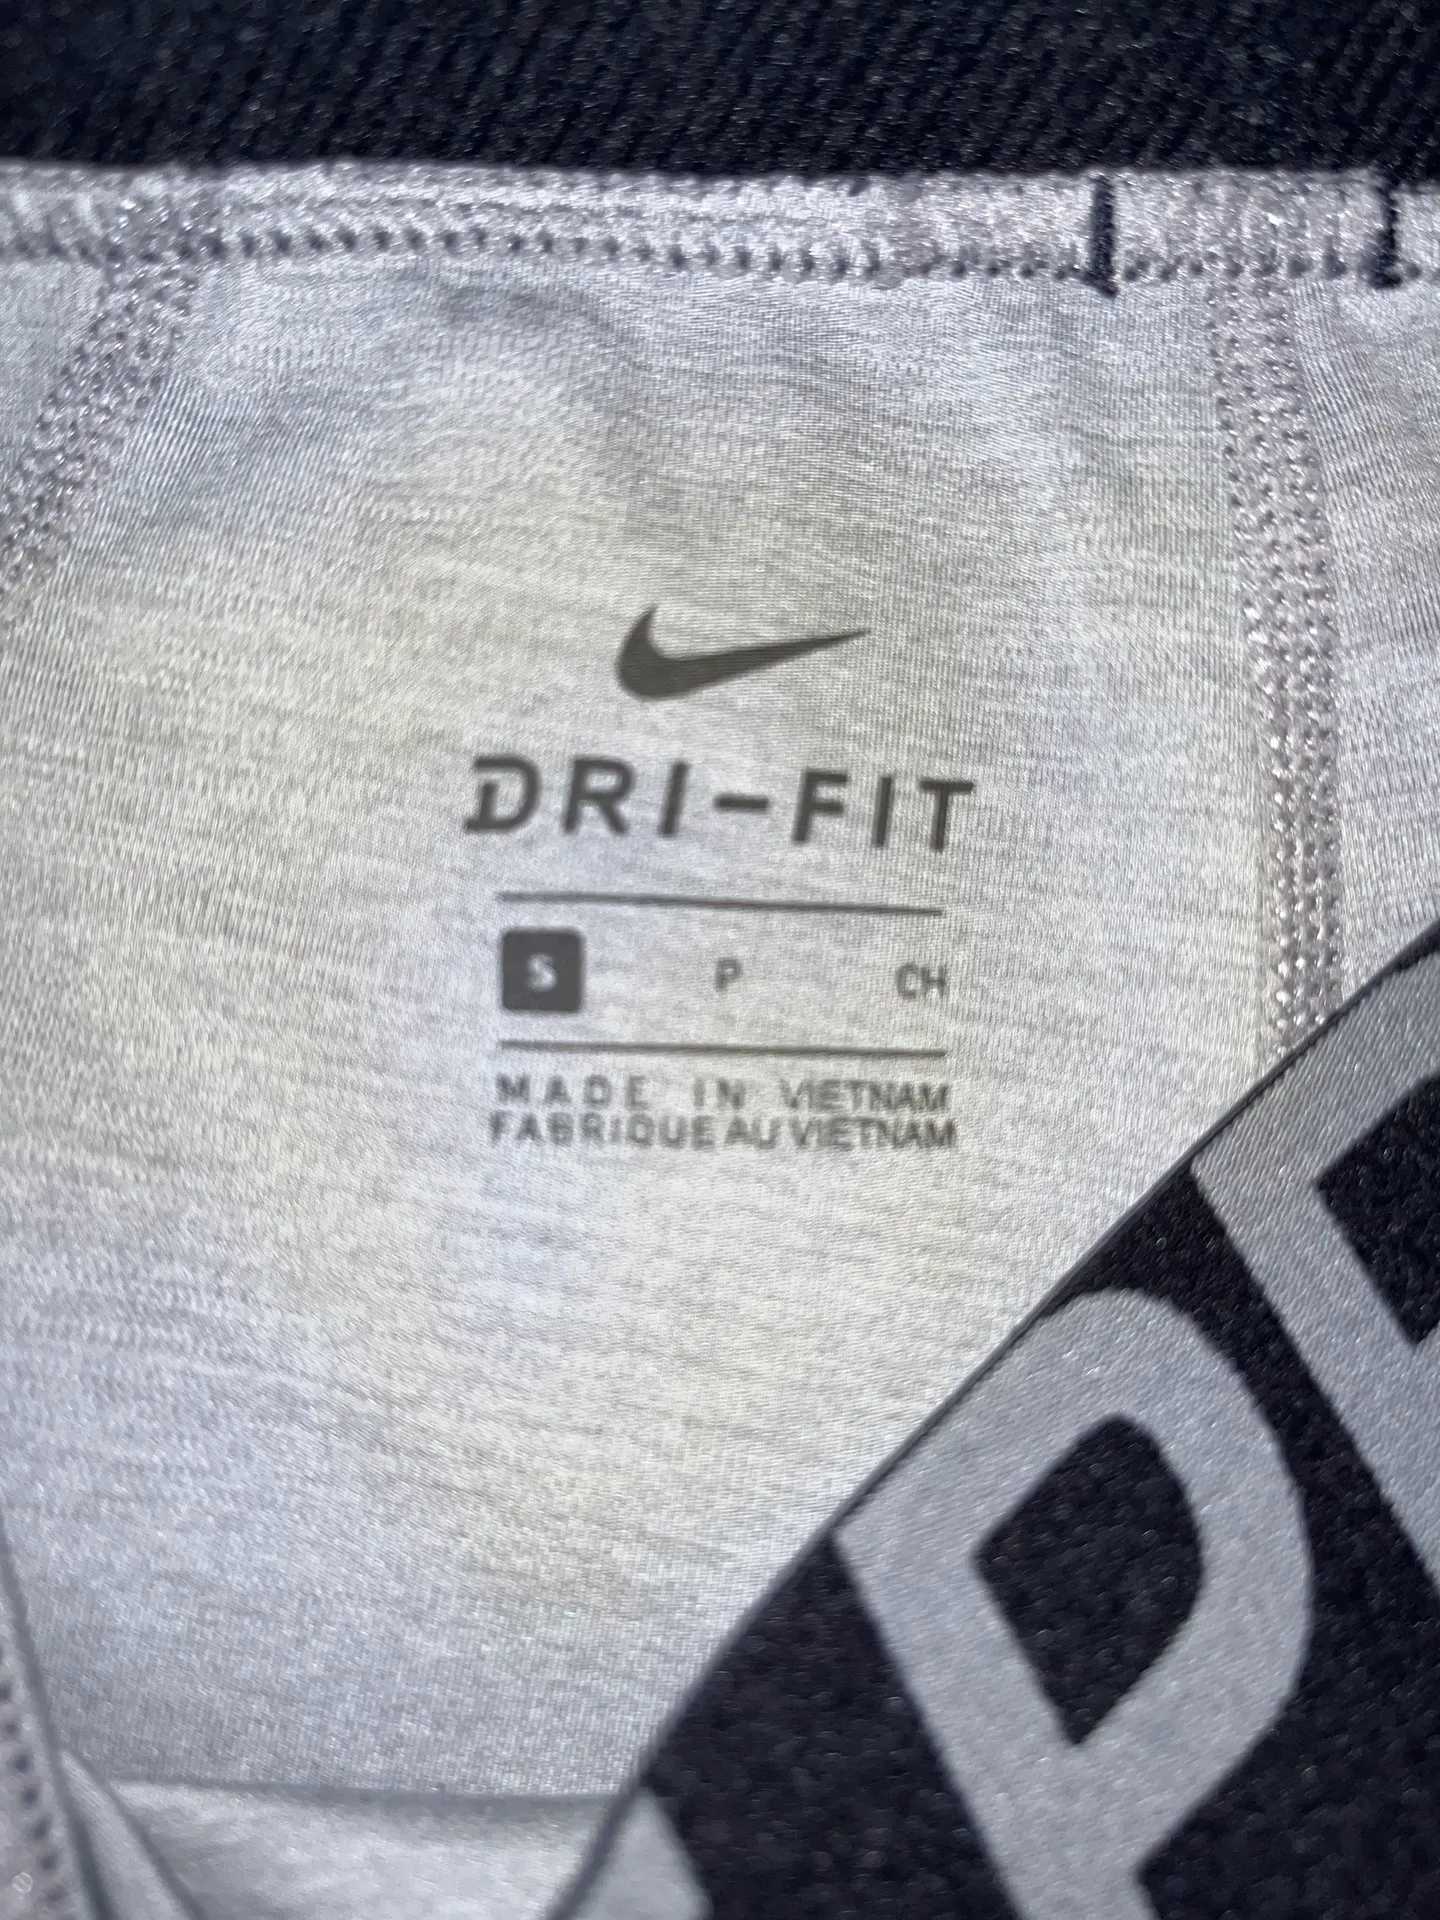 DRI-FIT
S P CH
MADE IN VIETNAM
FABRIQUE AU VIETNAM